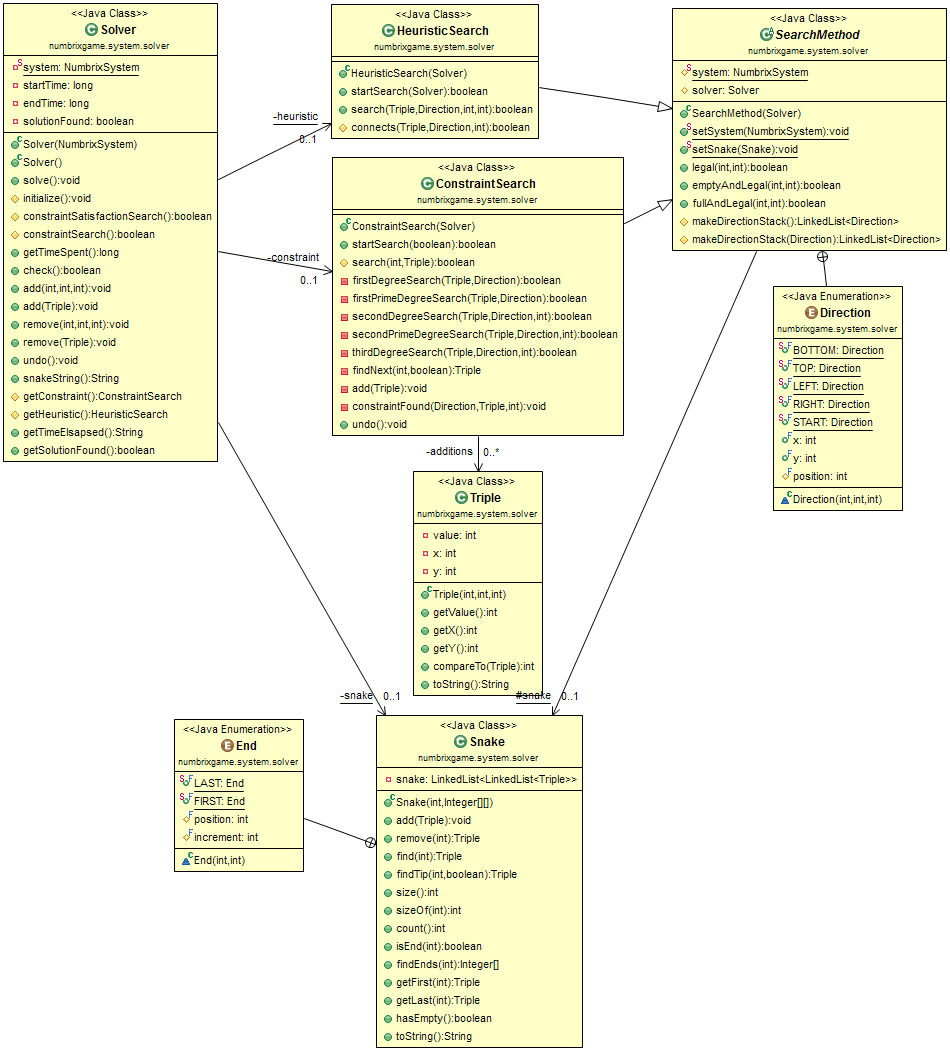 <<Java Class>>
Solver
numbrixgame.system.solver
system: NumbrixSystem
startTime: long
endTime: long
solutionFound: boolean
Solver(NumbrixSystem)
Solver()
solve():void
initialize():void
constraintSatisfactionSearch():boolean
constraintSearch():boolean
getTimeSpent():long
check():boolean
add(int,int,int):void
add(Triple):void
remove(int,int,int):void
remove(Triple):void
undo():void
snakeString():String
getConstraint():ConstraintSearch
getHeuristic():HeuristicSearch
getTimeElsapsed():String
getSolutionFound():boolean
-heuristic
0..1
-constraint
0..1
<<Java Class>>
HeuristicSearch
numbrixgame.system.solver
HeuristicSearch(Solver)
startSearch(Solver):boolean
search(Triple,Direction,int,int):boolean
connects(Triple,Direction,int):boolean
<<Java Class>>
ConstraintSearch
numbrixgame.system.solver
ConstraintSearch(Solver)
startSearch(boolean):boolean
search(int,Triple):boolean
firstDegreeSearch(Triple,Direction):boolean
firstPrimeDegreeSearch(Triple,Direction):boolean
secondDegreeSearch(Triple,Direction,int):boolean
secondPrimeDegreeSearch(Triple,Direction,int):boolean
thirdDegreeSearch(Triple,Direction,int):boolean
findNext(int,boolean):Triple
add(Triple):void
constraintFound(Direction,Triple,int):void
undo():void
<<Java Class>>
SearchMethod
numbrixgame.system.solver
system: NumbrixSystem
solver: Solver
SearchMethod(Solver)
setSystem(NumbrixSystem):void
setSnake(Snake):void
legal(int,int):boolean
emptyAndLegal(int,int):boolean
fullAndLegal(int,int):boolean
makeDirectionStack():LinkedList<Direction>
makeDirectionStack(Direction):LinkedList<Direction>
<<Java Enumeration>>
Direction
numbrixgame.system.solver
BOTTOM: Direction
TOP: Direction
LEFT: Direction
RIGHT: Direction
START: Direction
x: int
y: int
position: int
Direction(int,int,int)
-additions
0..*
<<Java Class>>
Triple
numbrixgame.system.solver
value: int
x: int
y: int
Triple(int,int,int)
getValue():int
getX():int
getY():int
compareTo(Triple):int
toString():String
-snake
0..1
#snake
0..1
<<Java Enumeration>>
End
numbrixgame.system.solver
LAST: End
FIRST: End
position: int
increment: int
End(int,int)
<<Java Class>>
Snake
numbrixgame.system.solver
snake: LinkedList<LinkedList<Triple>>
Snake(int,Integer[][])
add(Triple):void
remove(int):Triple
find(int):Triple
findTip(int,boolean):Triple
size():int
sizeOf(int):int
count():int
isEnd(int):boolean
findEnds(int):Integer[]
getFirst(int):Triple
getLast(int):Triple
hasEmpty():boolean
toString():String